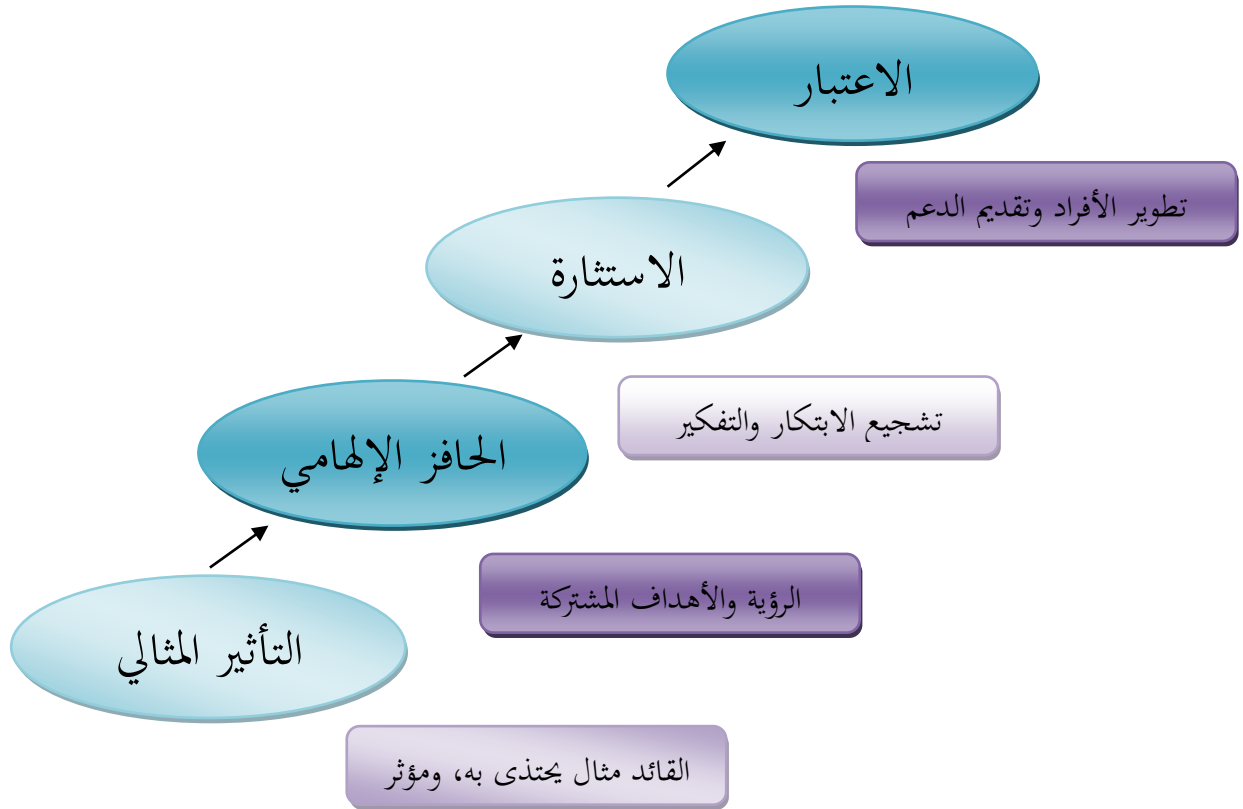 الاعتبار
تطوير الأفراد وتقديم الدعم
الاستثارة
تشجيع الابتكار والتفكير
الحافز الإلهامي
الرؤية والأهداف المشتركة
التأثير المثالي
القائد مثال يحتذى به، ومؤثر